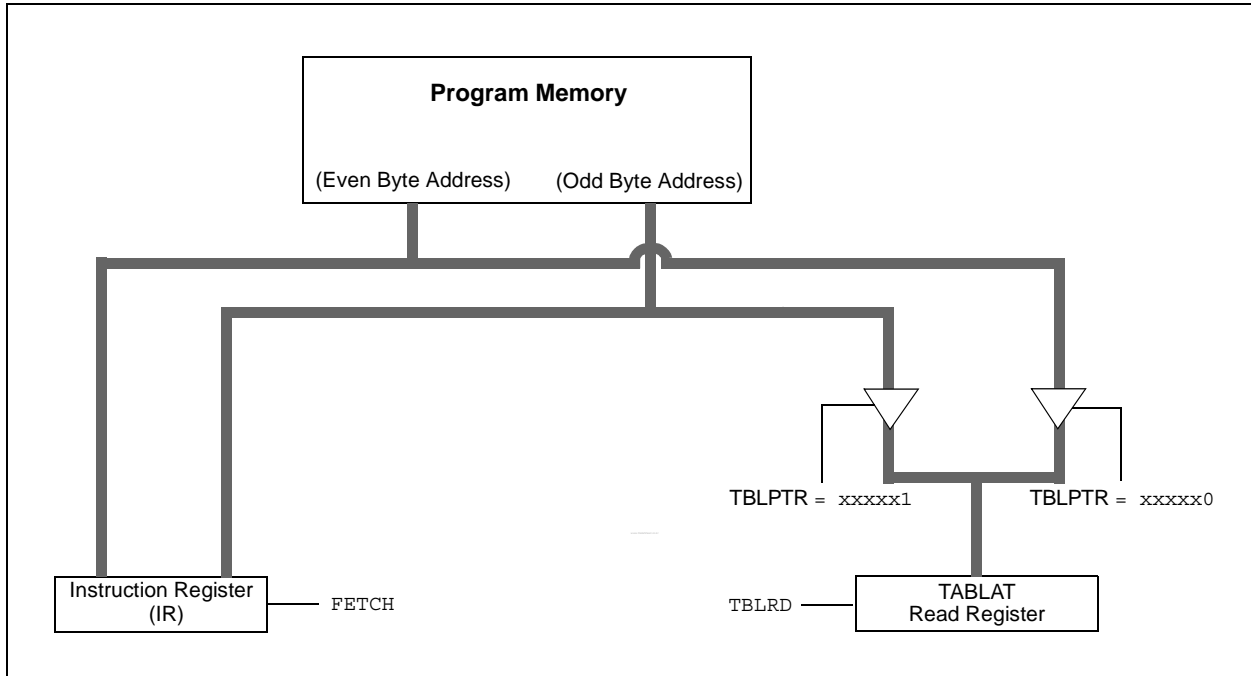 Program Memory
(Even Byte Address)
(Odd Byte Address)
TBLPTR = xxxxx1
TBLPTR = xxxxx0
Instruction Register
(IR)
FETCH
TBLRD
TABLAT
Read Register